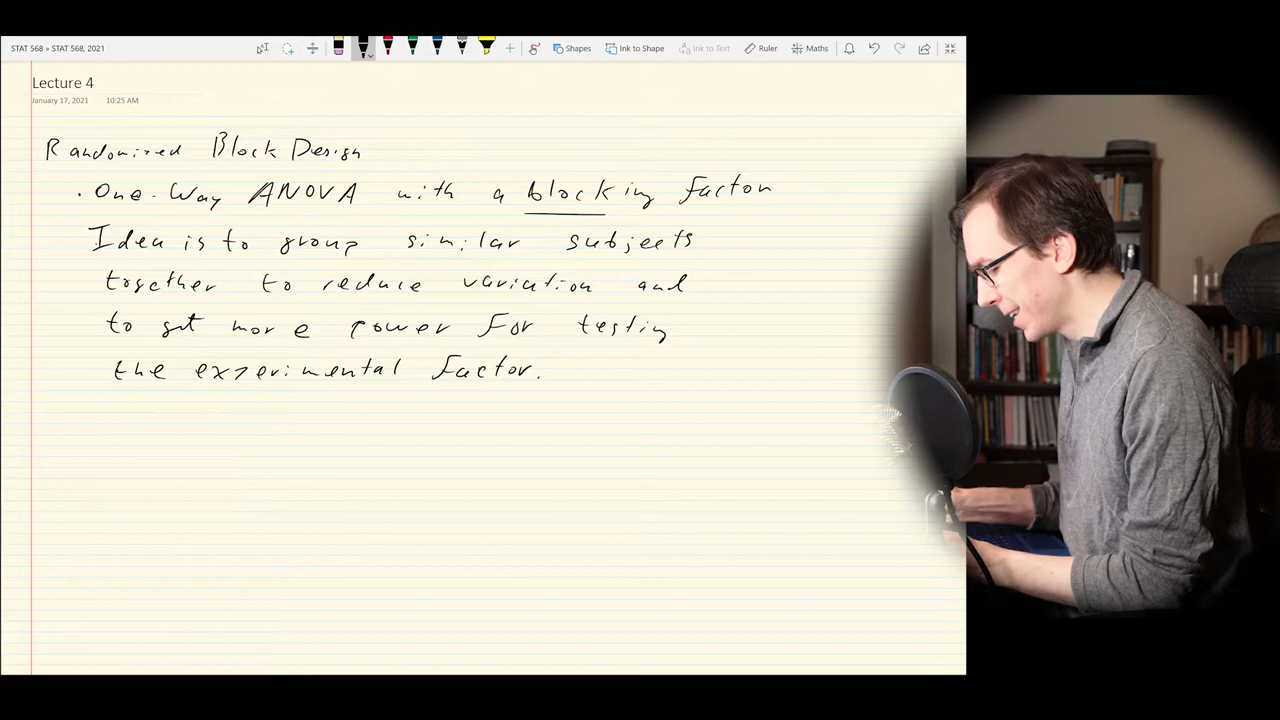 STAT 568 » STAT 568, 2021
Shapes Ink to Shape Ink to Text Ruler Maths
Lecture 4
January 17, 2021 10:25 AM
Randomized Block Design
· One-Way ANOVA with a blocking factor
Idea is to group similar subjects
together to reduce variation and
to get more power for testing
the experimental factor.